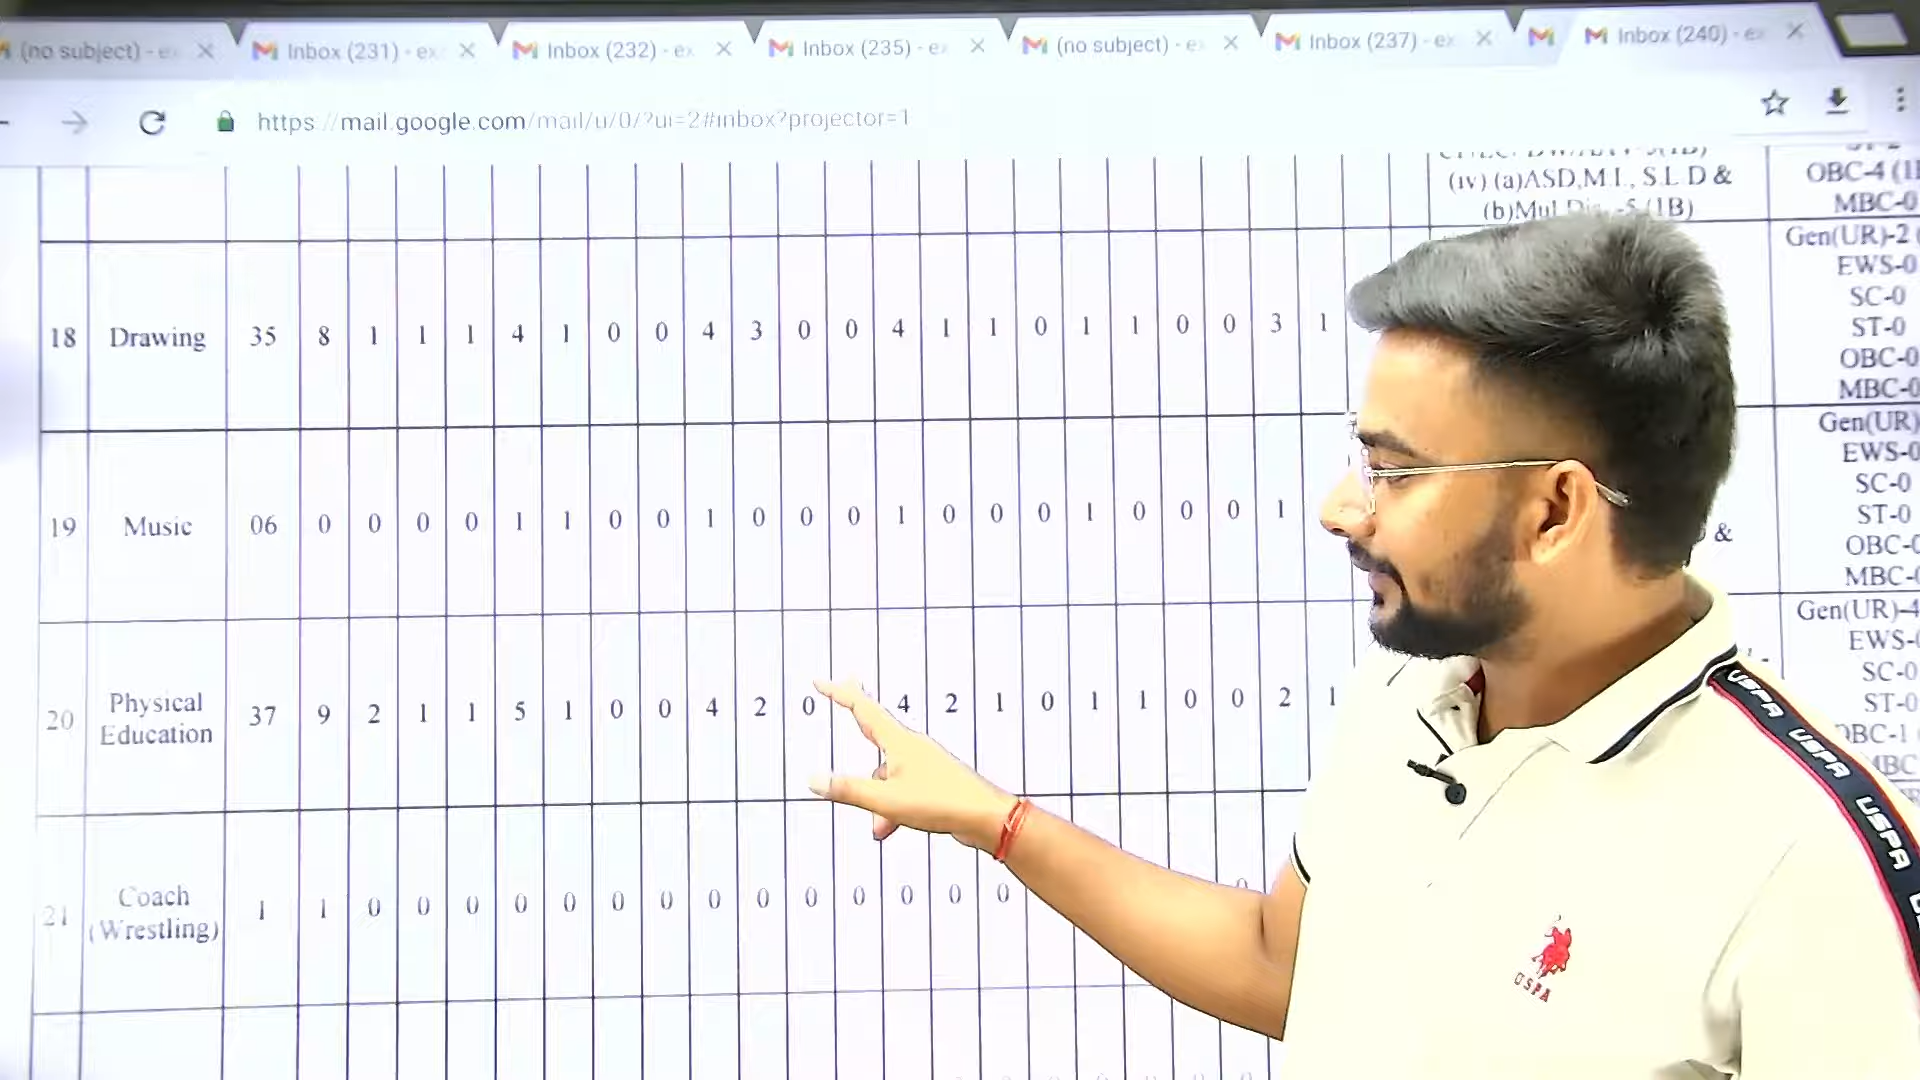 (no subject) - e
Inbox (231) - ex
Inbox (232) - ex
Inbox (235) - e
(no subject) - e
Inbox (237) - ex
Inbox (240) - e
https://mail.google.com/mail/u/0/?ui=2#inbox?projector=1
(iv) (a)ASD,M.I., S.L.D &
(b)Mul -5 (1B)
OBC-4 (1
MBC-0
18 Drawing 35 8 1 1 1 4 1 0 0 4 3 0 0 4 1 1 0 1 1 0 0 3 1
Gen(UR)-2 (
EWS-0
SC-0
ST-0
OBC-0
MBC-0
19 Music 06 0 0 0 0 1 1 0 0 1 0 0 0 1 0 0 0 1 0 0 0 1
&
Gen(UR)
EWS-0
SC-0
ST-0
OBC-0
MBC-0
20 Physical Education 37 9 2 1 1 5 1 0 0 4 2 0 4 2 1 0 1 1 0 0 2 1
Gen(UR)-4
EWS-0
SC-0
ST-0
OBC-1
MBC
21 Coach (Wrestling) 1 1 0 0 0 0 0 0 0 0 0 0 0 0 0 0
USPA USPA USPA
USPA